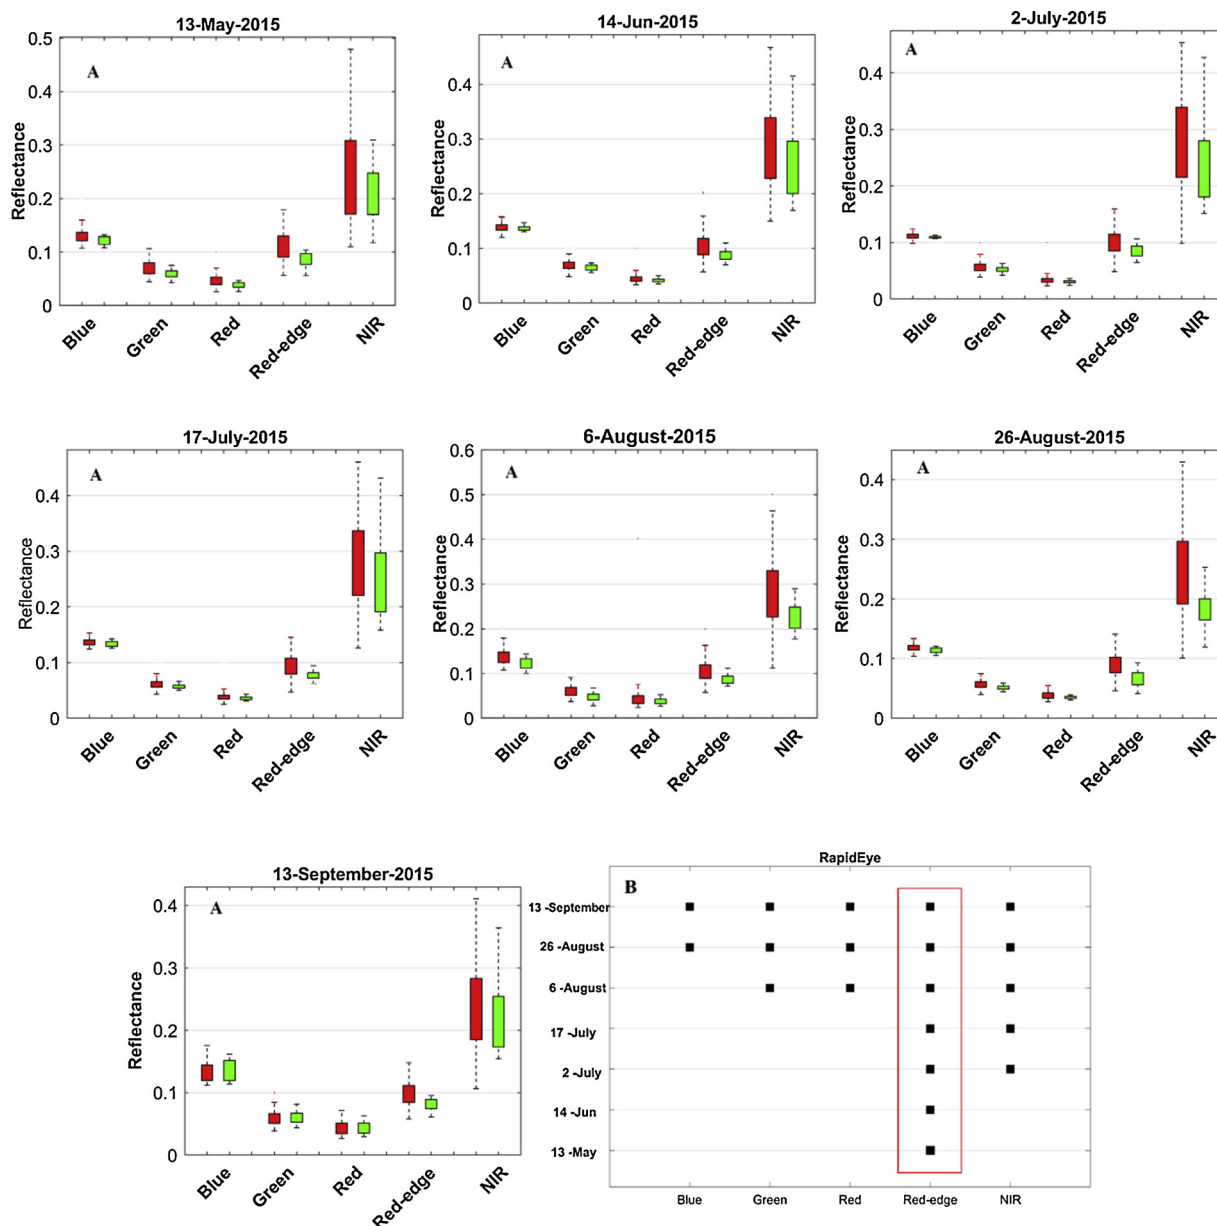 13-May-2015
A
Reflectance
0.5
0.4
0.3
0.2
0.1
0
Blue
Green
Red
Red-edge
NIR
14-Jun-2015
A
Reflectance
0.4
0.3
0.2
0.1
0
Blue
Green
Red
Red-edge
NIR
2-July-2015
A
Reflectance
0.4
0.3
0.2
0.1
0
Blue
Green
Red
Red-edge
NIR
17-July-2015
A
Reflectance
0.4
0.3
0.2
0.1
0
Blue
Green
Red
Red-edge
NIR
6-August-2015
A
Reflectance
0.6
0.5
0.4
0.3
0.2
0.1
0
Blue
Green
Red
Red-edge
NIR
26-August-2015
A
Reflectance
0.4
0.3
0.2
0.1
0
Blue
Green
Red
Red-edge
NIR
13-September-2015
A
Reflectance
0.4
0.3
0.2
0.1
0
Blue
Green
Red
Red-edge
NIR
RapidEye
B
13 -September
26 -August
6 -August
17 -July
2 -July
14 -Jun
13 -May
Blue
Green
Red
Red-edge
NIR